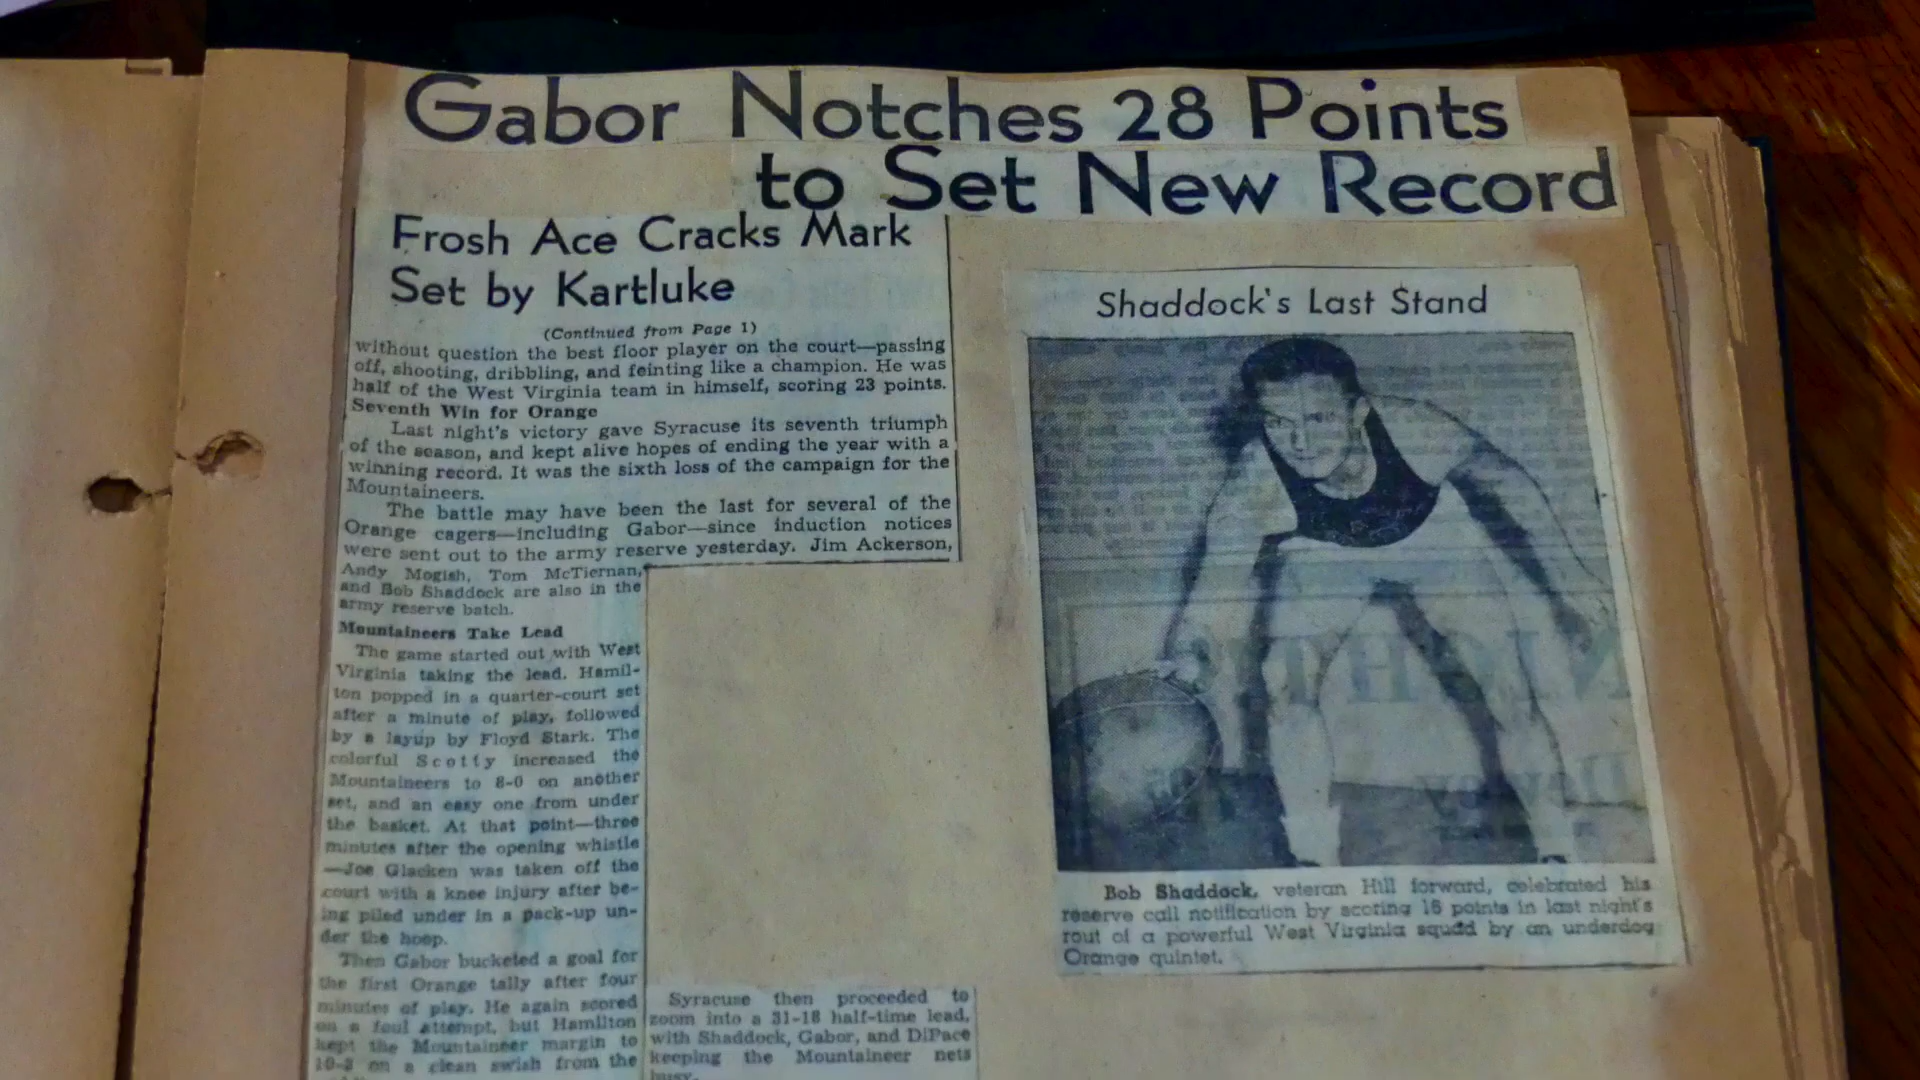 Gabor Notches 28 Points
to Set New Record
Frosh Ace Cracks Mark
Set by Kartluke
(Continued from Page 1)
without question the best floor player on the court—passing
off, shooting, dribbling, and feinting like a champion. He was
half of the West Virginia team in himself, scoring 23 points.
Seventh Win for Orange
Last night's victory gave Syracuse its seventh triumph
of the season, and kept alive hopes of ending the year with a
winning record. It was the sixth loss of the campaign for the
Mountaineers.
The battle may have been the last for several of the
Orange cagers—including Gabor—since induction notices
were sent out to the army reserve yesterday. Jim Ackerson,
Andy Mogish, Tom McTiernan,
and Bob Shaddock are also in the
army reserve batch.
Mountaineers Take Lead
The game started out with West
Virginia taking the lead. Hamil-
ton popped in a quarter-court set
after a minute of play, followed
by a layup by Floyd Stark. The
colorful Scotty increased the
Mountaineers to 8-0 on another
set, and an easy one from under
the basket. At that point—three
minutes after the opening whistle
—Joe Glacken was taken off the
court with a knee injury after be-
ing piled under in a pack-up un-
der the hoop.
Then Gabor bucketed a goal for
the first Orange tally after four
minutes of play. He again scored
on a foul attempt, but Hamilton
kept the Mountaineer margin to
10-3 on a clean swish from the
Syracuse then proceeded to
zoom into a 31-18 half-time lead,
with Shaddock, Gabor, and DiPace
keeping the Mountaineer nets
busy.
Shaddock's Last Stand
Bob Shaddock, veteran Hill forward, celebrated his
reserve call notification by scoring 16 points in last night's
rout of a powerful West Virginia squad by an underdog
Orange quintet.